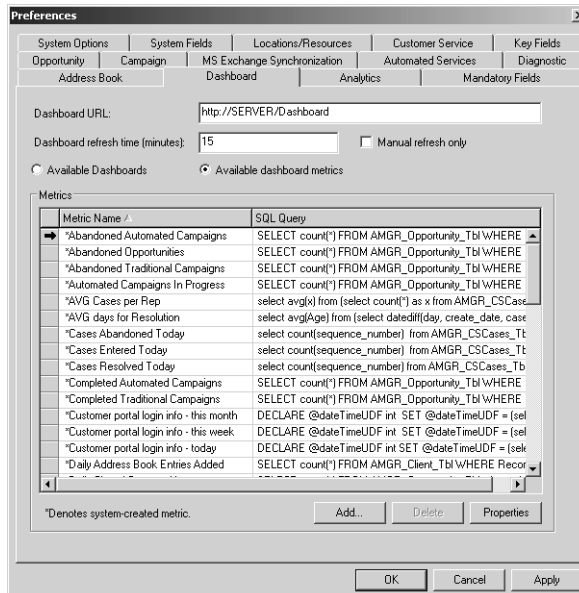 Preferences
System Options System Fields Locations/Resources Customer Service Key Fields
Opportunity Campaign MS Exchange Synchronization Automated Services Diagnostic
Address Book Dashboard Analytics Mandatory Fields
Dashboard URL: http://SERVER/Dashboard
Dashboard refresh time (minutes): 15 Manual refresh only
Available Dashboards Available dashboard metrics
Metrics
Metric Name SQL Query
*Abandoned Automated Campaigns SELECT count(*) FROM AMGR_Opportunity_Tbl WHERE
*Abandoned Opportunities SELECT count(*) FROM AMGR_Opportunity_Tbl WHERE
*Abandoned Traditional Campaigns SELECT count(*) FROM AMGR_Opportunity_Tbl WHERE
*Automated Campaigns In Progress SELECT count(*) FROM AMGR_Opportunity_Tbl WHERE
*AVG Cases per Rep select avg(x) from (select count(*) as x from AMGR_CSCase
*AVG days for Resolution select avg(Age) from (select datediff(day, create_date, case
*Cases Abandoned Today select count(sequence_number) from AMGR_CSCases_Tb
*Cases Entered Today select count(sequence_number) from AMGR_CSCases_Tb
*Cases Resolved Today select count(sequence_number) from AMGR_CSCases_Tb
*Completed Automated Campaigns SELECT count(*) FROM AMGR_Opportunity_Tbl WHERE
*Completed Traditional Campaigns SELECT count(*) FROM AMGR_Opportunity_Tbl WHERE
*Customer portal login info - this month DECLARE @dateTimeUDF int SET @dateTimeUDF = (sel
*Customer portal login info - this week DECLARE @dateTimeUDF int SET @dateTimeUDF = (sel
*Customer portal login info - today DECLARE @dateTimeUDF int SET @dateTimeUDF = (sele
*Daily Address Book Entries Added SELECT count(*) FROM AMGR_Client_Tbl WHERE Recor
*Denotes system-created metric. Add... Delete Properties
OK Cancel Apply